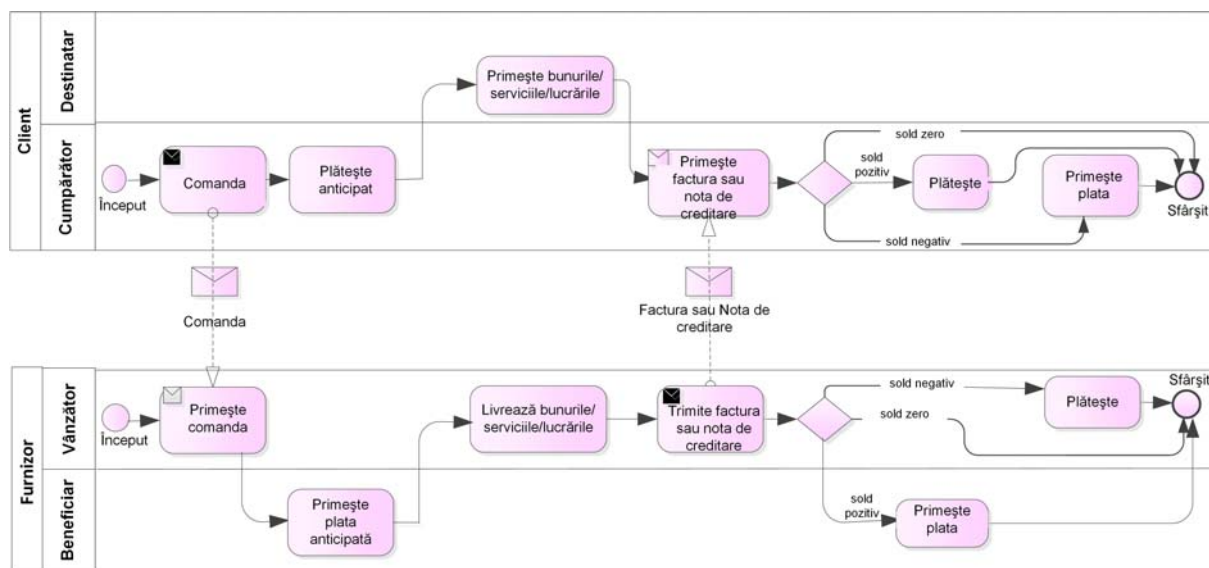 Client
Destinatar
Primeşte bunurile/
serviciile/lucrările
Cumpărător
Început
Comanda
Plăteşte
anticipat
Primeşte
factura sau
nota de
creditare
sold zero
sold
pozitiv
Plăteşte
Primeşte
plata
Sfârşit
sold negativ
Comanda
Factura sau Nota de
creditare
Furnizor
Vânzător
Început
Primeşte
comanda
Livrează bunurile/
serviciile/lucrările
Trimite factura
sau nota de
creditare
sold negativ
sold zero
Plăteşte
Sfârşit
Beneficiar
Primeşte
plata
anticipată
sold
pozitiv
Primeşte
plata